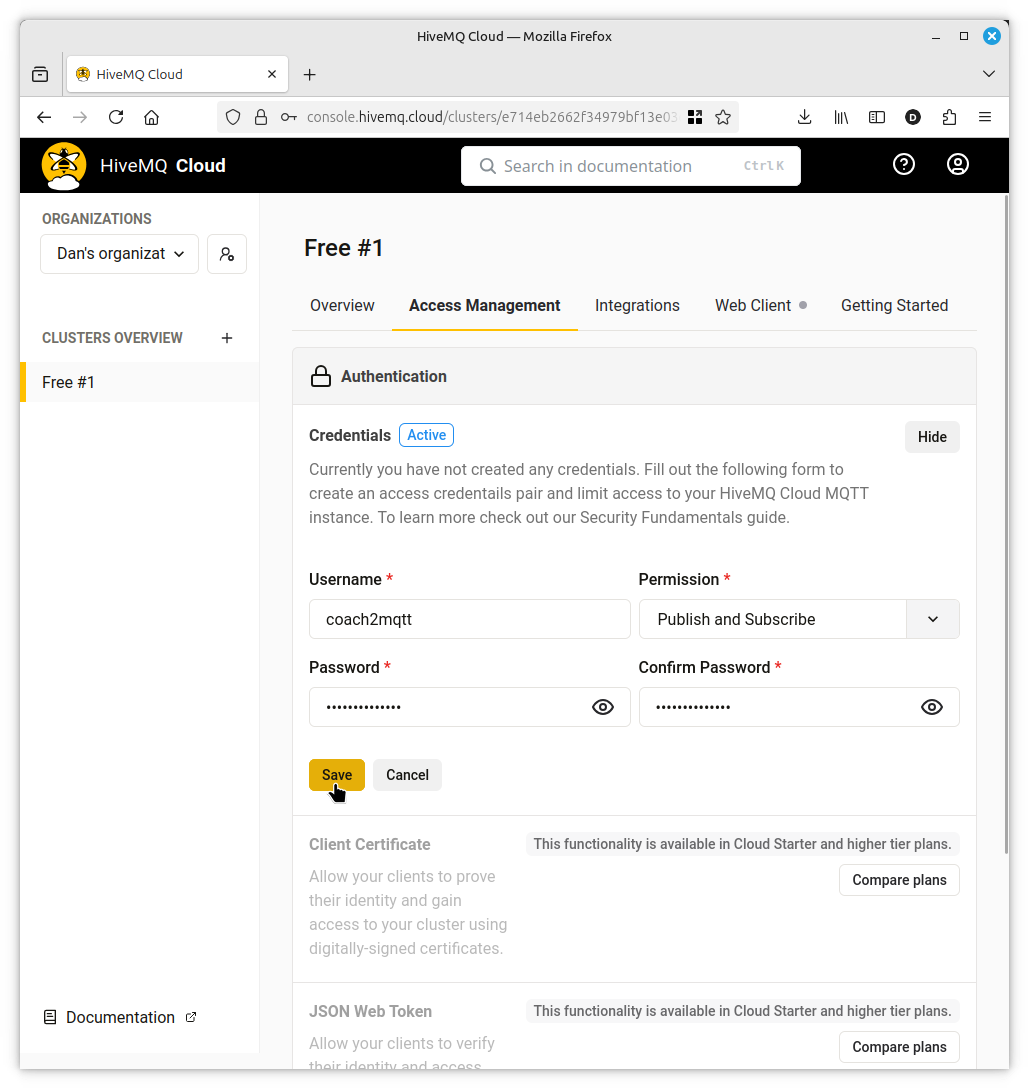 HiveMQ Cloud — Mozilla Firefox
HiveMQ Cloud
console.hivemq.cloud/clusters/e714eb2662f34979bf13e03
D
HiveMQ Cloud
Search in documentation Ctrl K
ORGANIZATIONS
Dan's organizat
CLUSTERS OVERVIEW
Free #1
Documentation
Free #1
Overview Access Management Integrations Web Client Getting Started
Authentication
Credentials Active Hide
Currently you have not created any credentials. Fill out the following form to
create an access credentails pair and limit access to your HiveMQ Cloud MQTT
instance. To learn more check out our Security Fundamentals guide.
Username * Permission *
coach2mqtt Publish and Subscribe
Password * Confirm Password *
•••••••••••••• ••••••••••••••
Save Cancel
Client Certificate This functionality is available in Cloud Starter and higher tier plans.
Compare plans
Allow your clients to prove
their identity and gain
access to your cluster using
digitally-signed certificates.
JSON Web Token This functionality is available in Cloud Starter and higher tier plans.
Compare plans
Allow your clients to verify
their identity and access